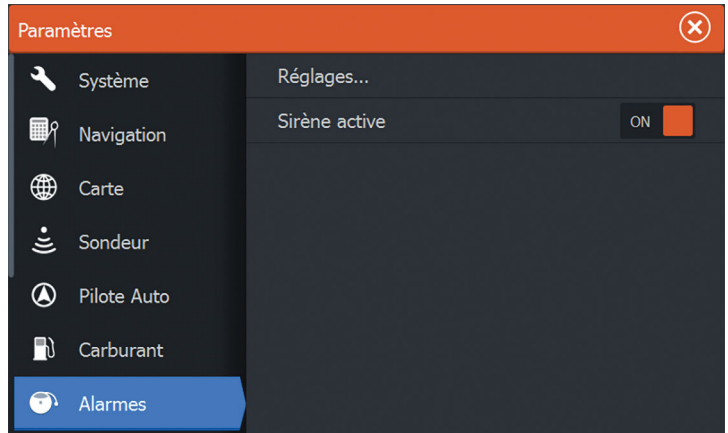 Paramètres
Système
Navigation
Carte
Sondeur
Pilote Auto
Carburant
Alarmes
Réglages...
Sirène active
ON